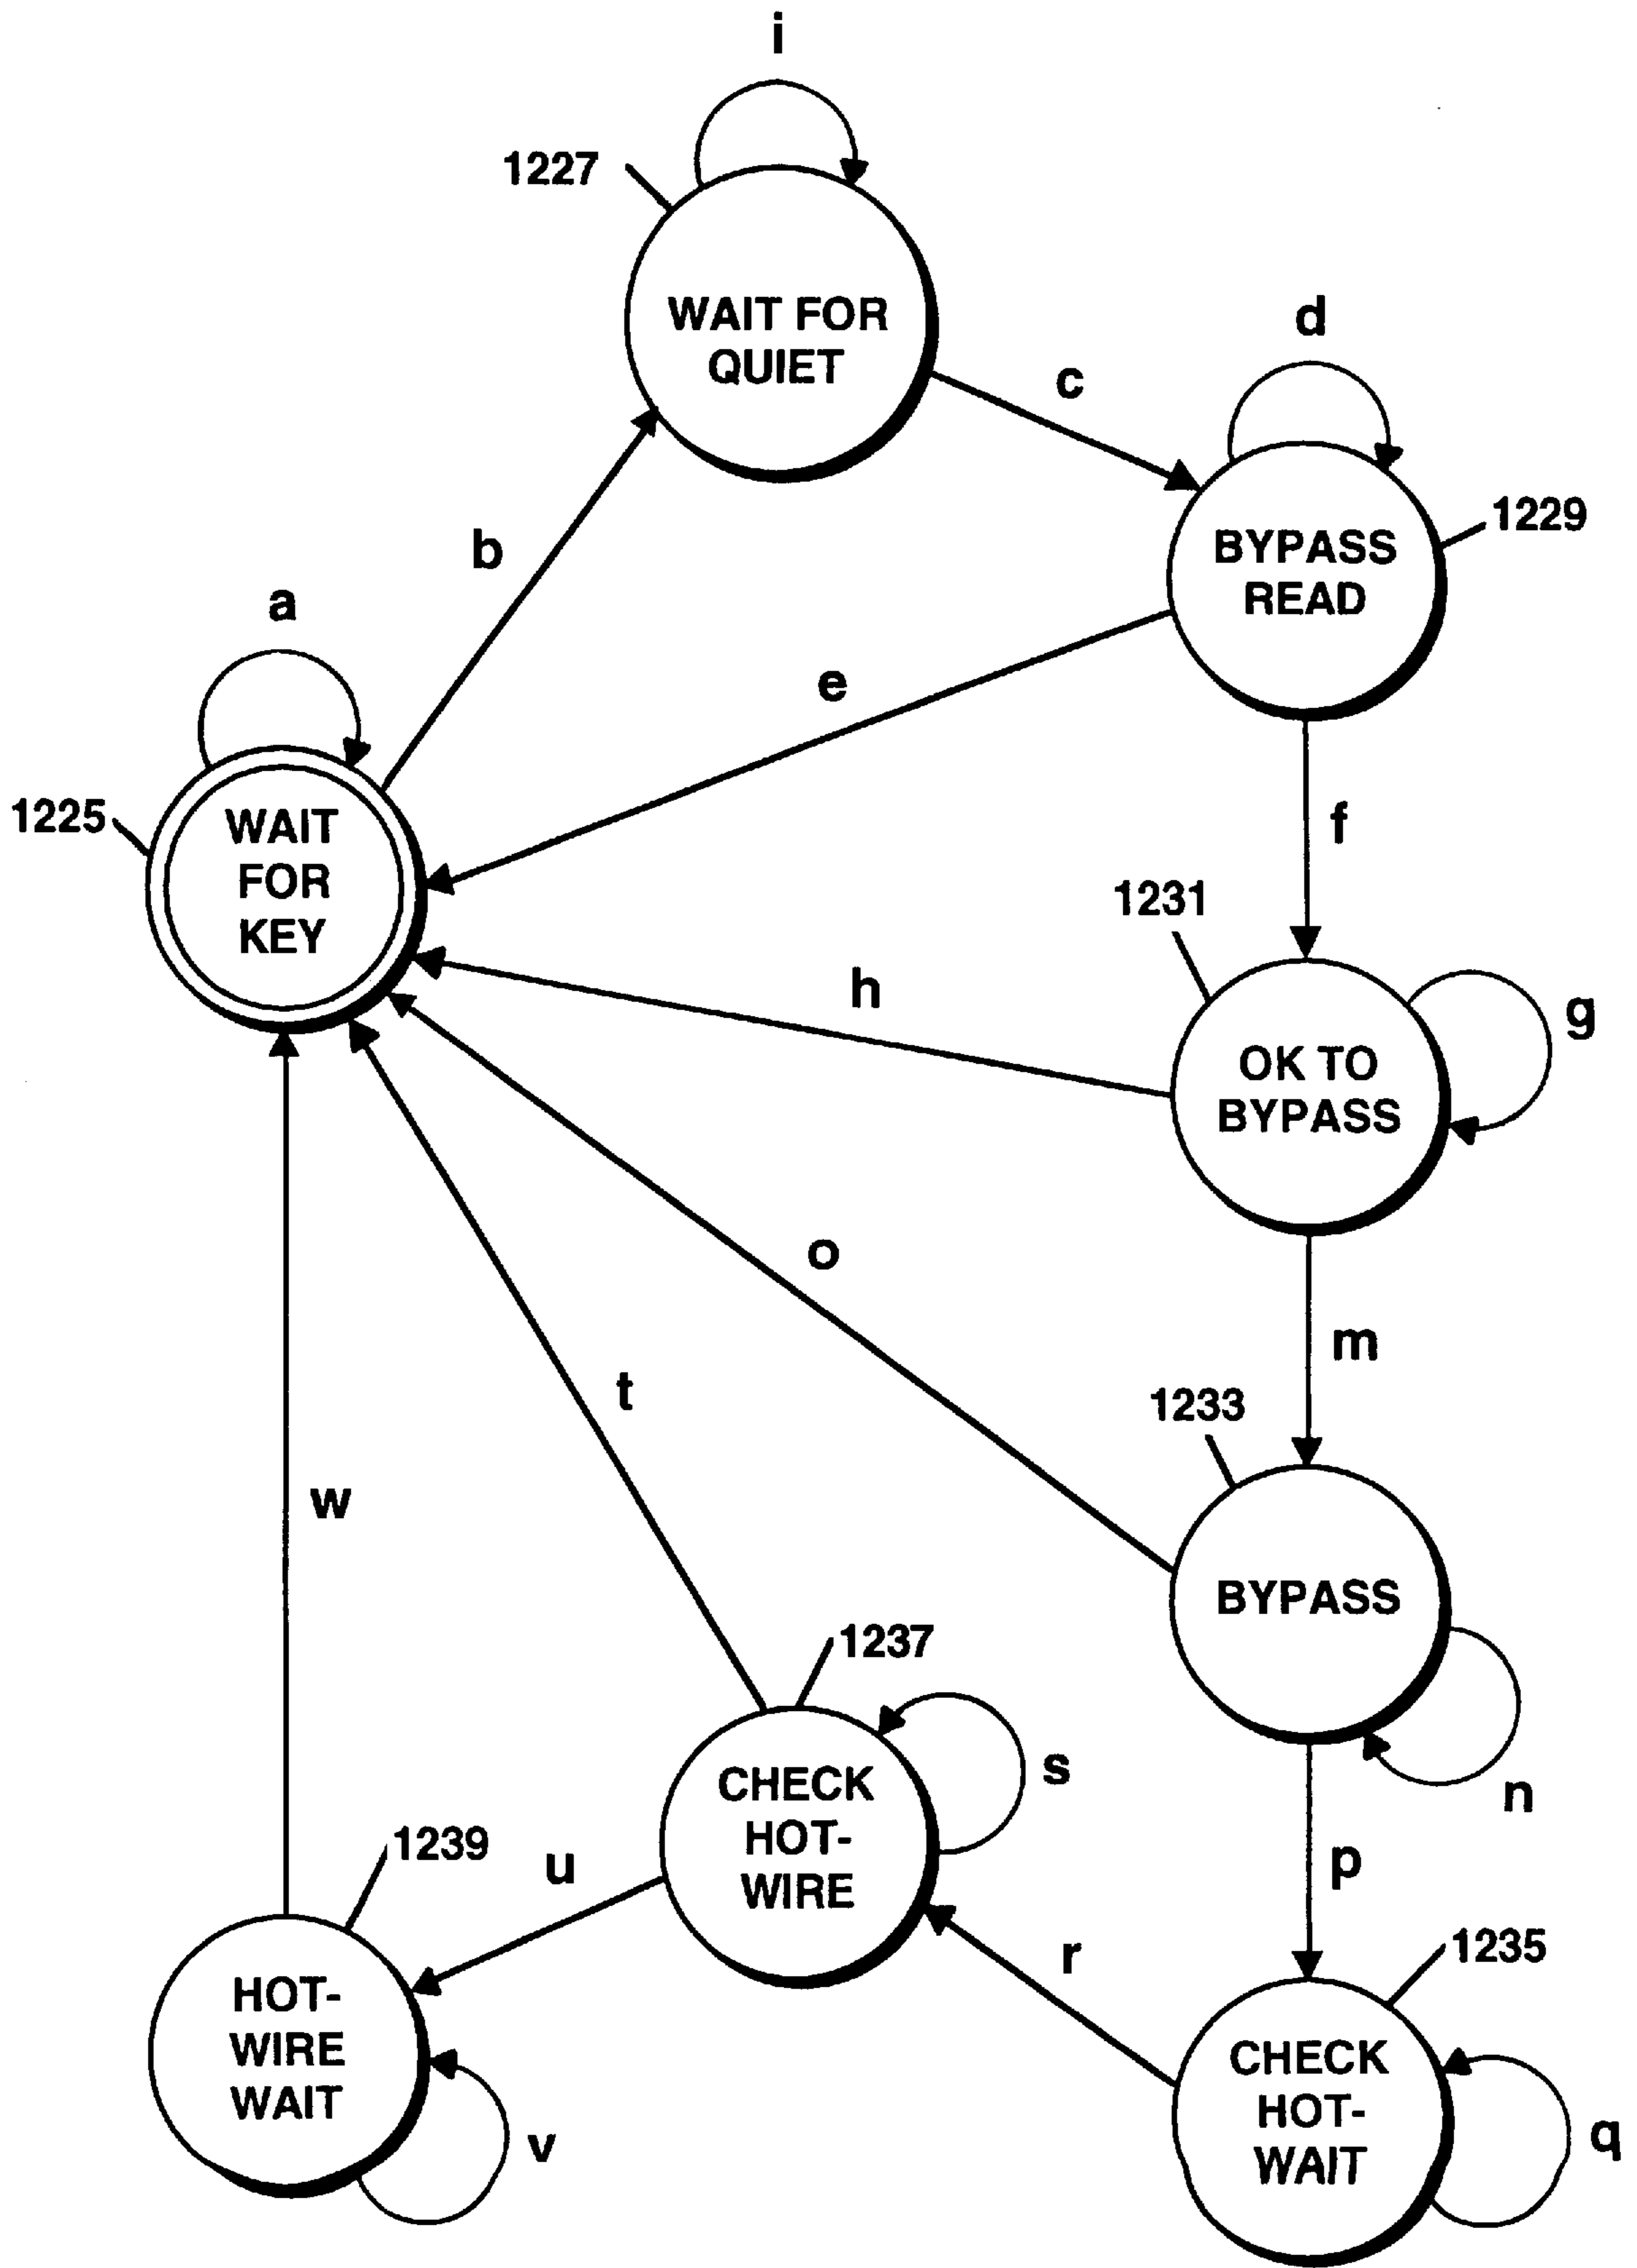 i
1227
WAIT FOR
QUIET
c
d
1229
BYPASS
READ
b
a
e
1225
WAIT
FOR
KEY
f
1231
h
g
OK TO
BYPASS
o
m
t
1233
w
BYPASS
n
1237
s
CHECK
HOT-
WIRE
1239
u
p
r
1235
HOT-
WIRE
WAIT
v
CHECK
HOT-
WAIT
q